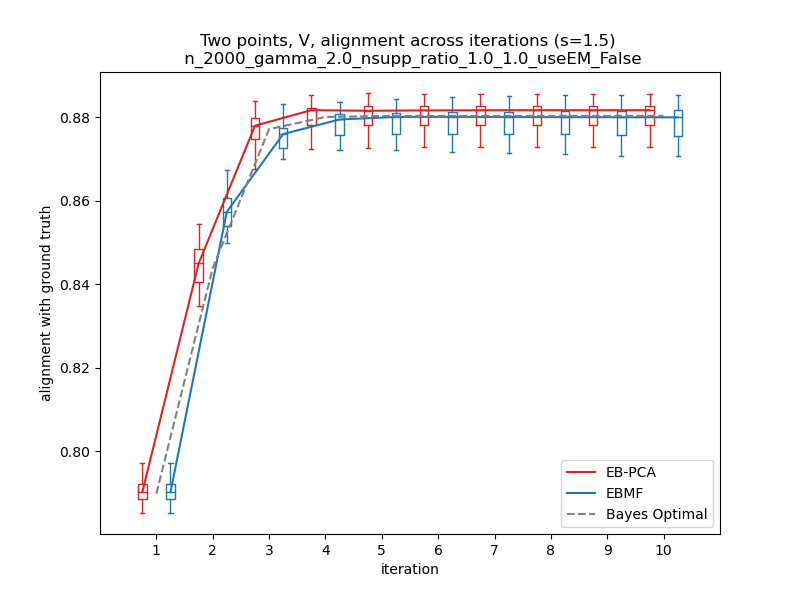 Two points, V, alignment across iterations (s=1.5)
n_2000_gamma_2.0_nsupp_ratio_1.0_1.0_useEM_False
alignment with ground truth
0.88
0.86
0.84
0.82
0.80
1 2 3 4 5 6 7 8 9 10
iteration
EB-PCA
EBMF
Bayes Optimal